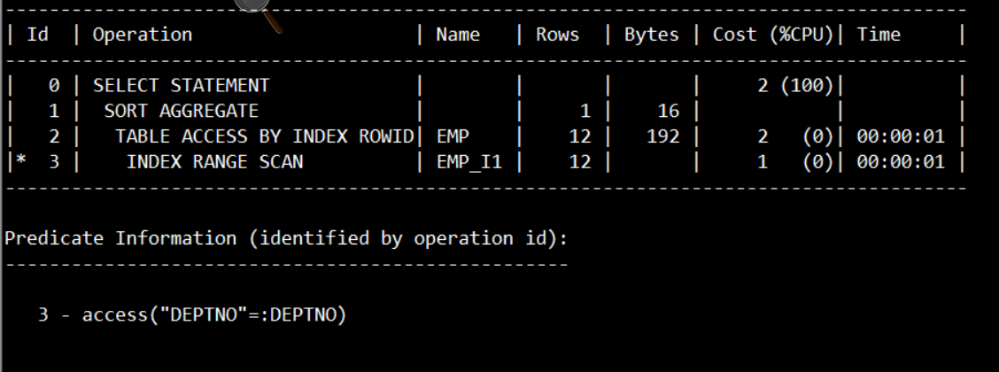 ---------------------------------------------------------------------------------------
| Id  | Operation                    | Name   | Rows  | Bytes | Cost (%CPU)| Time     |
---------------------------------------------------------------------------------------
|   0 | SELECT STATEMENT             |        |       |       |     2 (100)|          |
|   1 |  SORT AGGREGATE              |        |     1 |    16 |            |          |
|   2 |   TABLE ACCESS BY INDEX ROWID| EMP    |    12 |   192 |     2   (0)| 00:00:01 |
|*  3 |    INDEX RANGE SCAN          | EMP_I1 |    12 |       |     1   (0)| 00:00:01 |
---------------------------------------------------------------------------------------
Predicate Information (identified by operation id):
---------------------------------------------------
   3 - access("DEPTNO"=:DEPTNO)